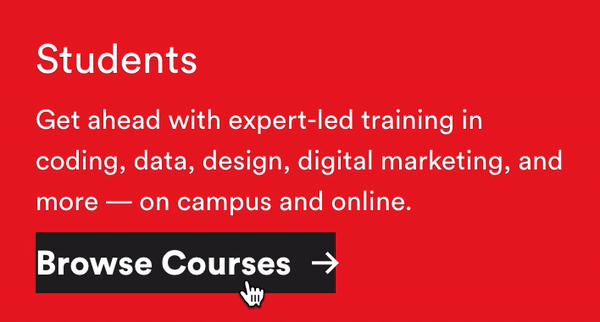 Students
Get ahead with expert-led training in
coding, data, design, digital marketing, and
more — on campus and online.
Browse Courses →